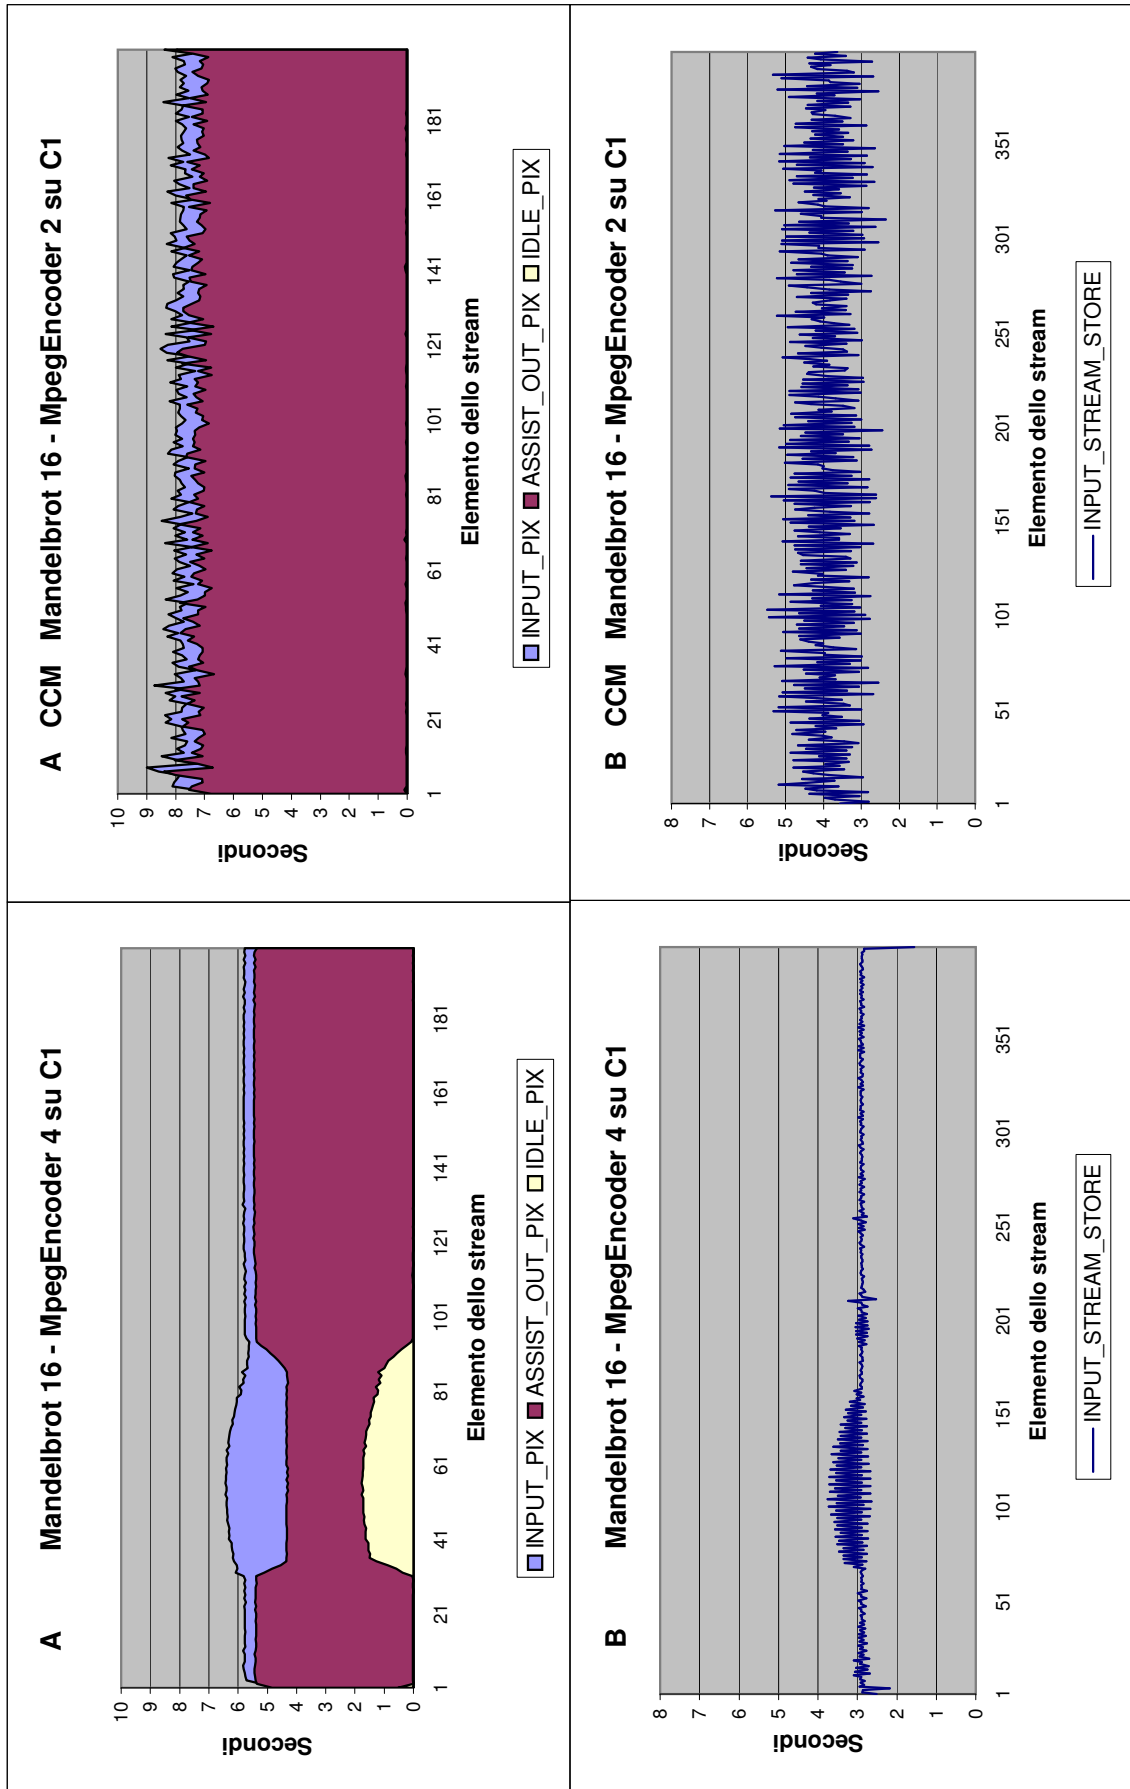 A Mandelbrot 16 - MpegEncoder 4 su C1
10
9
8
7
6
5
4
3
2
1
0
Secondi
1 21 41 61 81 101 121 141 161 181
Elemento dello stream
INPUT_PIX ASSIST_OUT_PIX IDLE_PIX
A CCM Mandelbrot 16 - MpegEncoder 2 su C1
10
9
8
7
6
5
4
3
2
1
0
Secondi
1 21 41 61 81 101 121 141 161 181
Elemento dello stream
INPUT_PIX ASSIST_OUT_PIX IDLE_PIX
B Mandelbrot 16 - MpegEncoder 4 su C1
8
7
6
5
4
3
2
1
0
Secondi
1 51 101 151 201 251 301 351
Elemento dello stream
INPUT_STREAM_STORE
B CCM Mandelbrot 16 - MpegEncoder 2 su C1
8
7
6
5
4
3
2
1
0
Secondi
1 51 101 151 201 251 301 351
Elemento dello stream
INPUT_STREAM_STORE